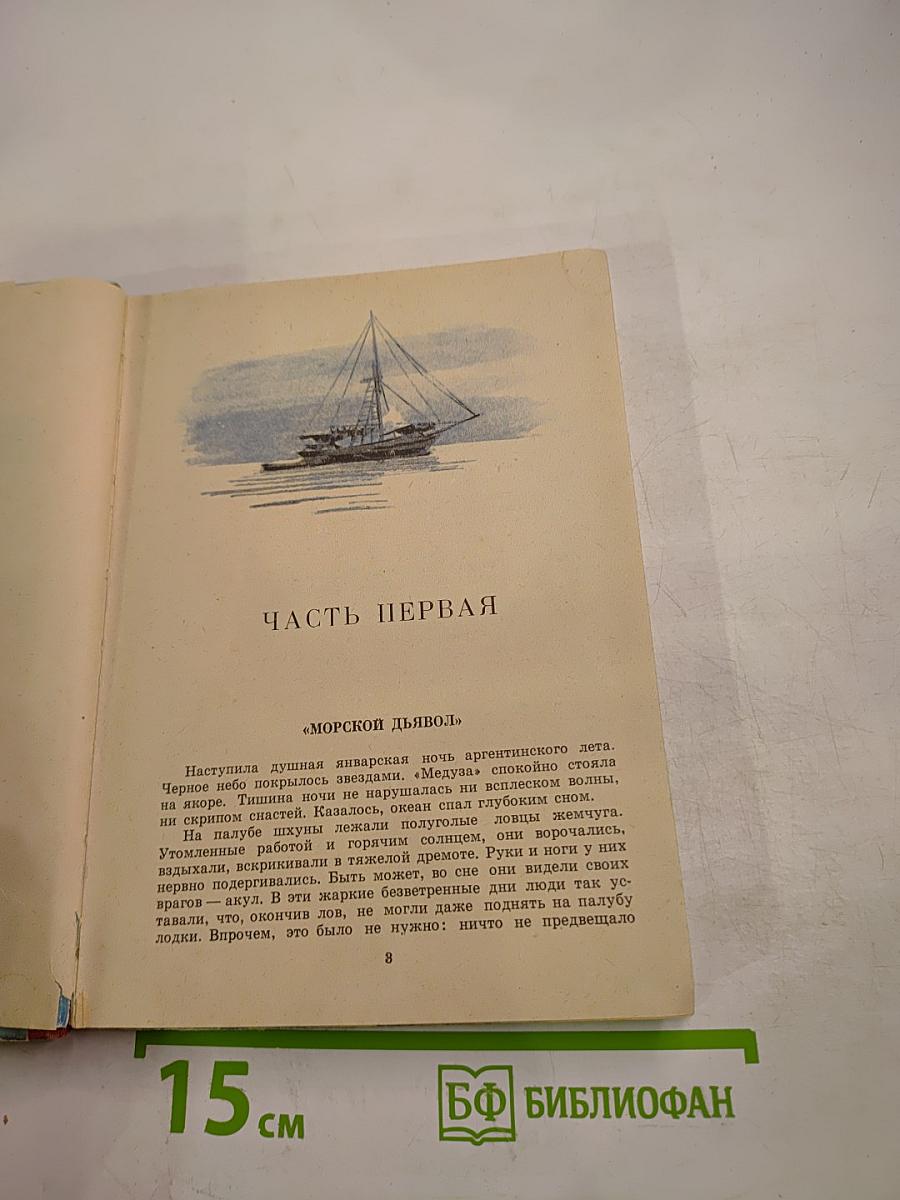 ЧАСТЬ ПЕРВАЯ
«МОРСКОЙ ДЬЯВОЛ»
Наступила душная январская ночь аргентинского лета.
Черное небо покрылось звездами. «Медуза» спокойно стояла
на якоре. Тишина ночи не нарушалась ни всплеском волны,
ни скрипом снастей. Казалось, океан спал глубоким сном.
На палубе шхуны лежали полуголые ловцы жемчуга.
Утомленные работой и горячим солнцем, они ворочались,
вздыхали, вскрикивали в тяжелой дремоте. Руки и ноги у них
нервно подергивались. Быть может, во сне они видели своих
врагов — акул. В эти жаркие безветренные дни люди так ус-
тавали, что, окончив лов, не могли даже поднять на палубу
лодки. Впрочем, это было не нужно: ничто не предвещало
3
15 см
БФ БИБЛИОФАН